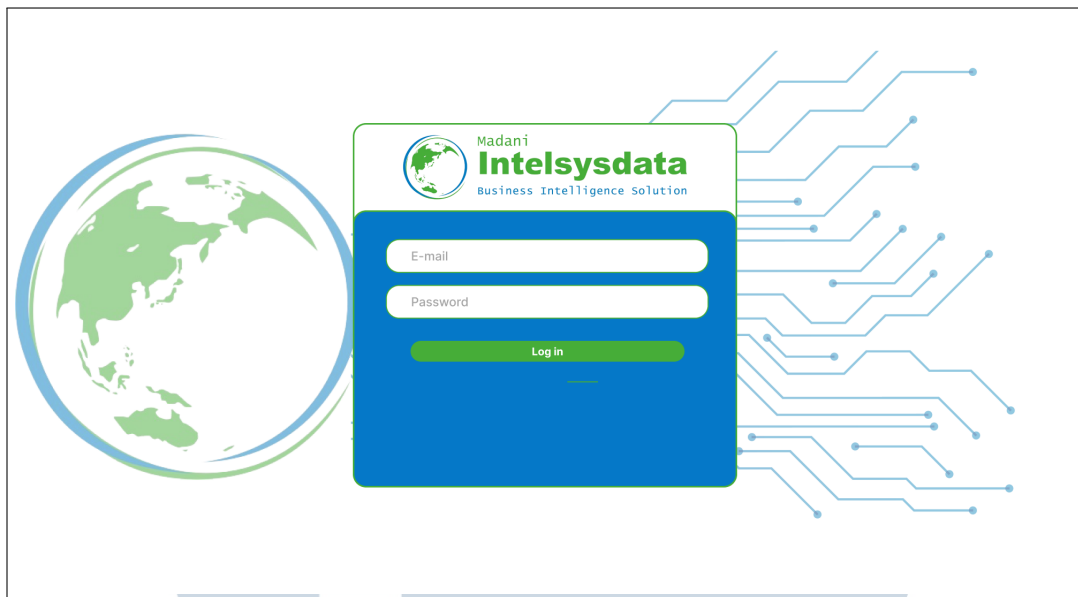 Madani
Intelsysdata
Business Intelligence Solution
E-mail
Password
Log in